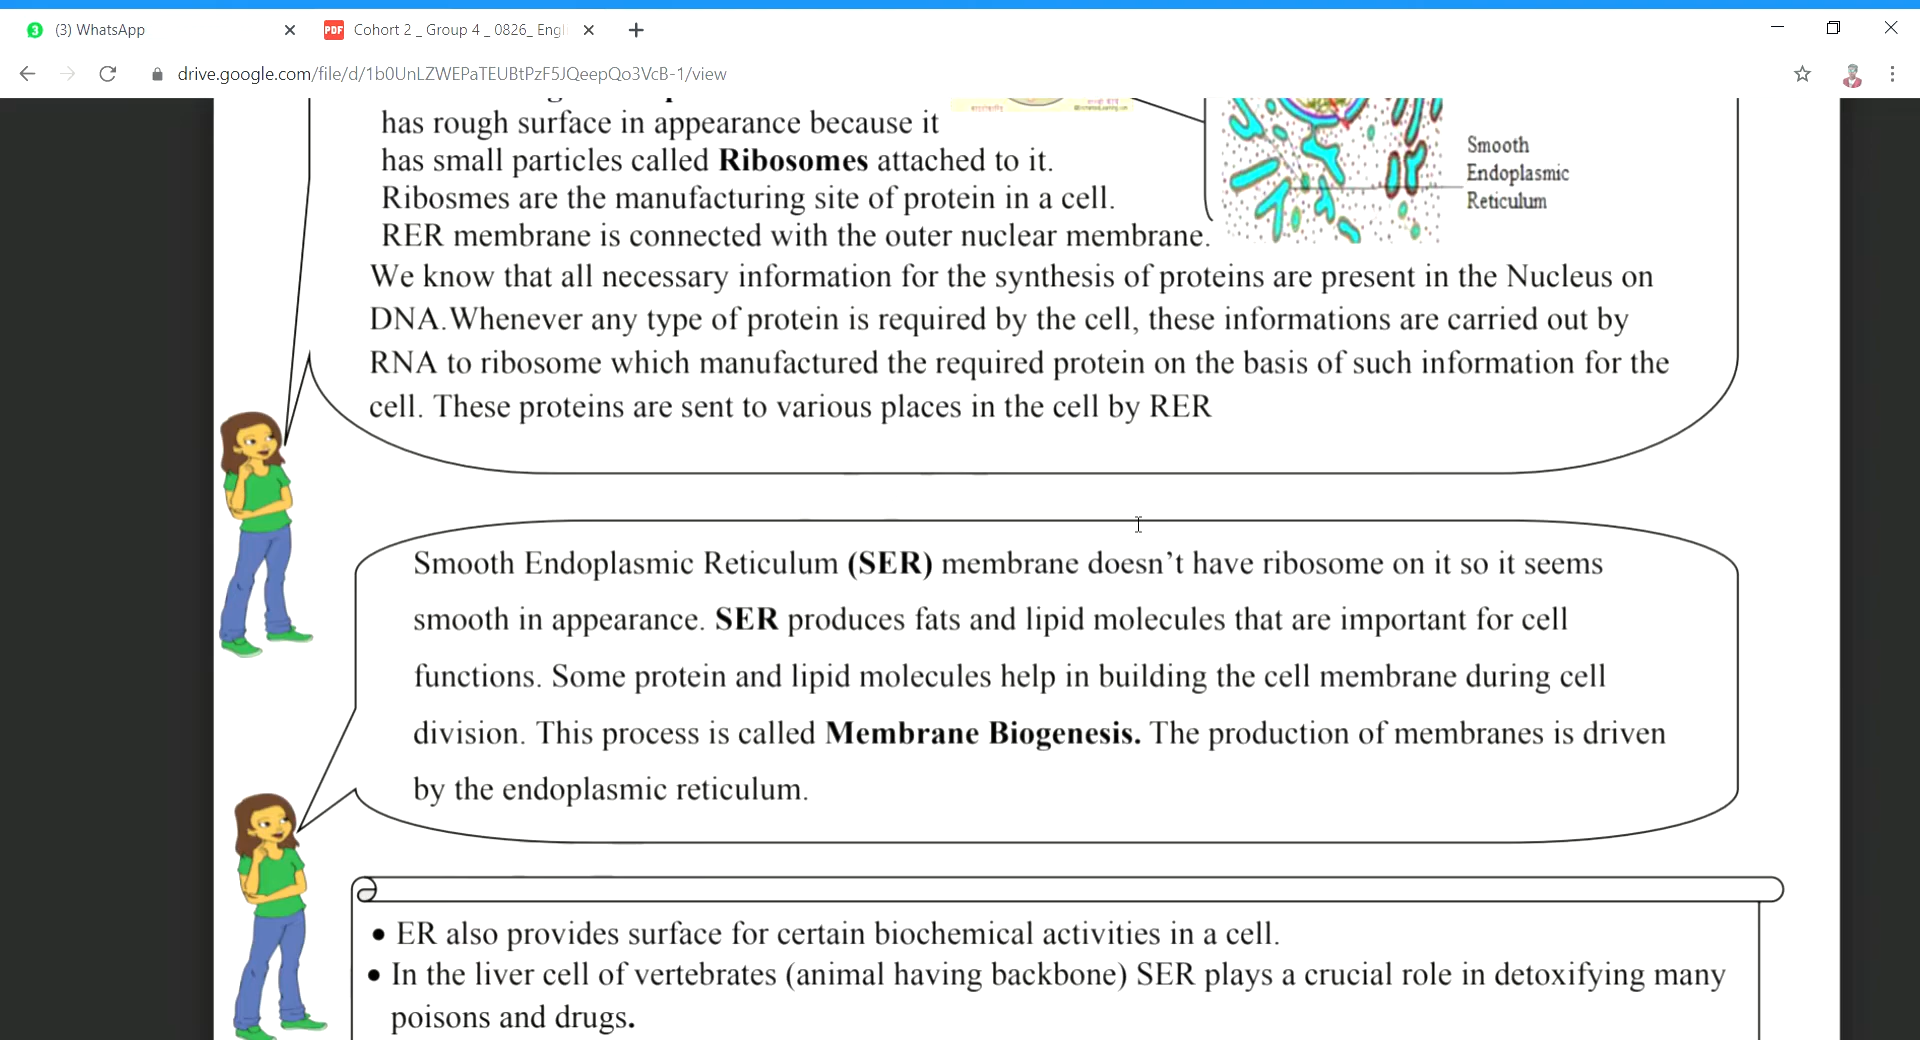 (3) WhatsApp
Cohort 2 _ Group 4 _ 0826_ Engl
drive.google.com/file/d/1b0UnLZWEPaTEUBtPzF5JQeepQo3VcB-1/view
has rough surface in appearance because it
has small particles called Ribosomes attached to it.
Ribosmes are the manufacturing site of protein in a cell.
RER membrane is connected with the outer nuclear membrane.
Smooth
Endoplasmic
Reticulum
We know that all necessary information for the synthesis of proteins are present in the Nucleus on
DNA.Whenever any type of protein is required by the cell, these informations are carried out by
RNA to ribosome which manufactured the required protein on the basis of such information for the
cell. These proteins are sent to various places in the cell by RER
Smooth Endoplasmic Reticulum (SER) membrane doesn’t have ribosome on it so it seems
smooth in appearance. SER produces fats and lipid molecules that are important for cell
functions. Some protein and lipid molecules help in building the cell membrane during cell
division. This process is called Membrane Biogenesis. The production of membranes is driven
by the endoplasmic reticulum.
• ER also provides surface for certain biochemical activities in a cell.
• In the liver cell of vertebrates (animal having backbone) SER plays a crucial role in detoxifying many
poisons and drugs.